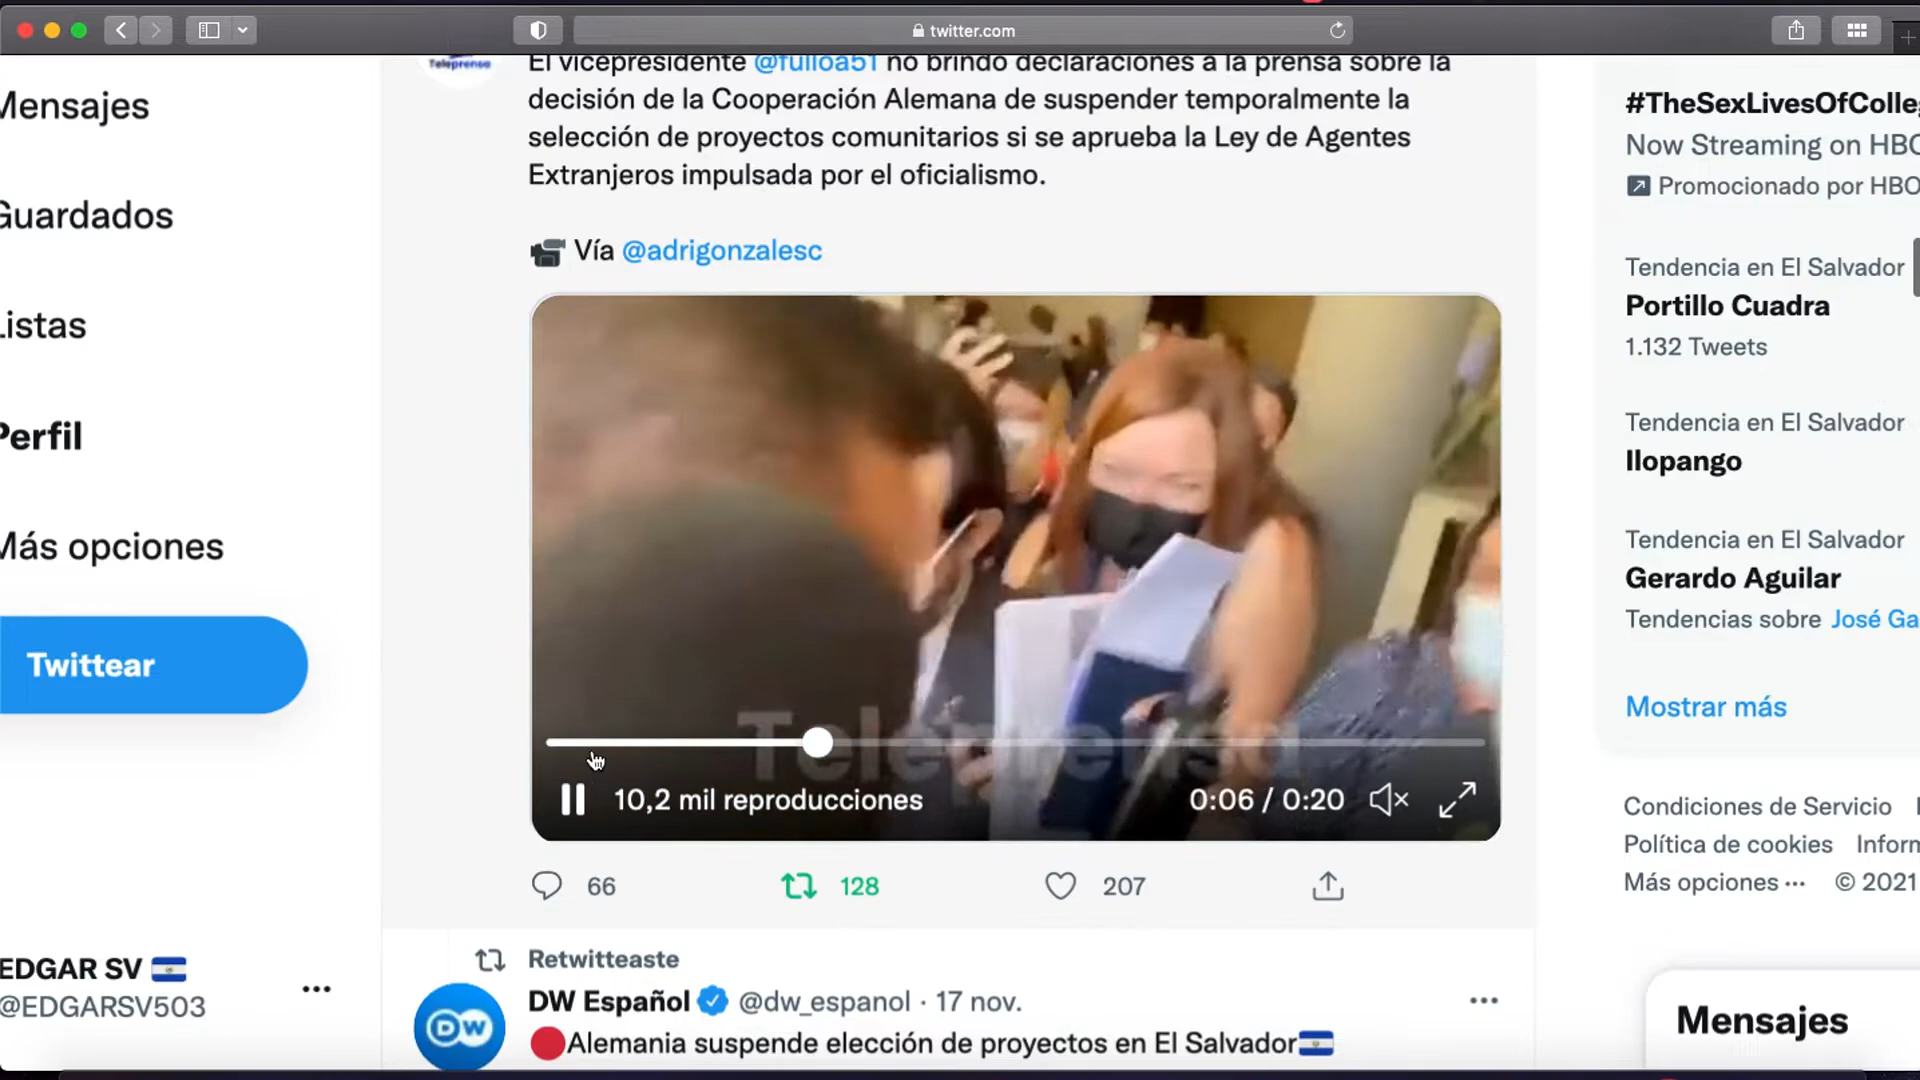 twitter.com
Mensajes
Guardados
Listas
Perfil
Más opciones
Twittear
EDGAR SV
@EDGARSV503
Teleprensa
El vicepresidente @fulloa51 no brindó declaraciones a la prensa sobre la
decisión de la Cooperación Alemana de suspender temporalmente la
selección de proyectos comunitarios si se aprueba la Ley de Agentes
Extranjeros impulsada por el oficialismo.
Vía @adrigonzalesc
Teleprensa
10,2 mil reproducciones
0:06 / 0:20
66
128
207
Retwitteaste
DW Español @dw_espanol · 17 nov.
DW
Alemania suspende elección de proyectos en El Salvador
#TheSexLivesOfColle
Now Streaming on HBO
Promocionado por HBO
Tendencia en El Salvador
Portillo Cuadra
1.132 Tweets
Tendencia en El Salvador
Ilopango
Tendencia en El Salvador
Gerardo Aguilar
Tendencias sobre José Ga
Mostrar más
Condiciones de Servicio
Política de cookies Inform
Más opciones ··· © 2021
Mensajes